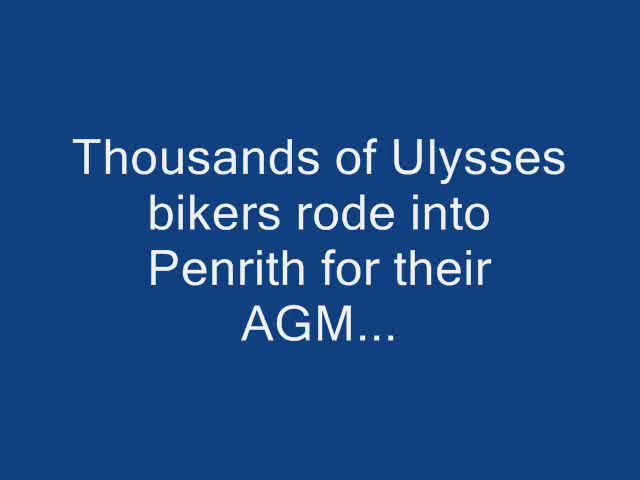 Thousands of Ulysses
bikers rode into
Penrith for their
AGM...